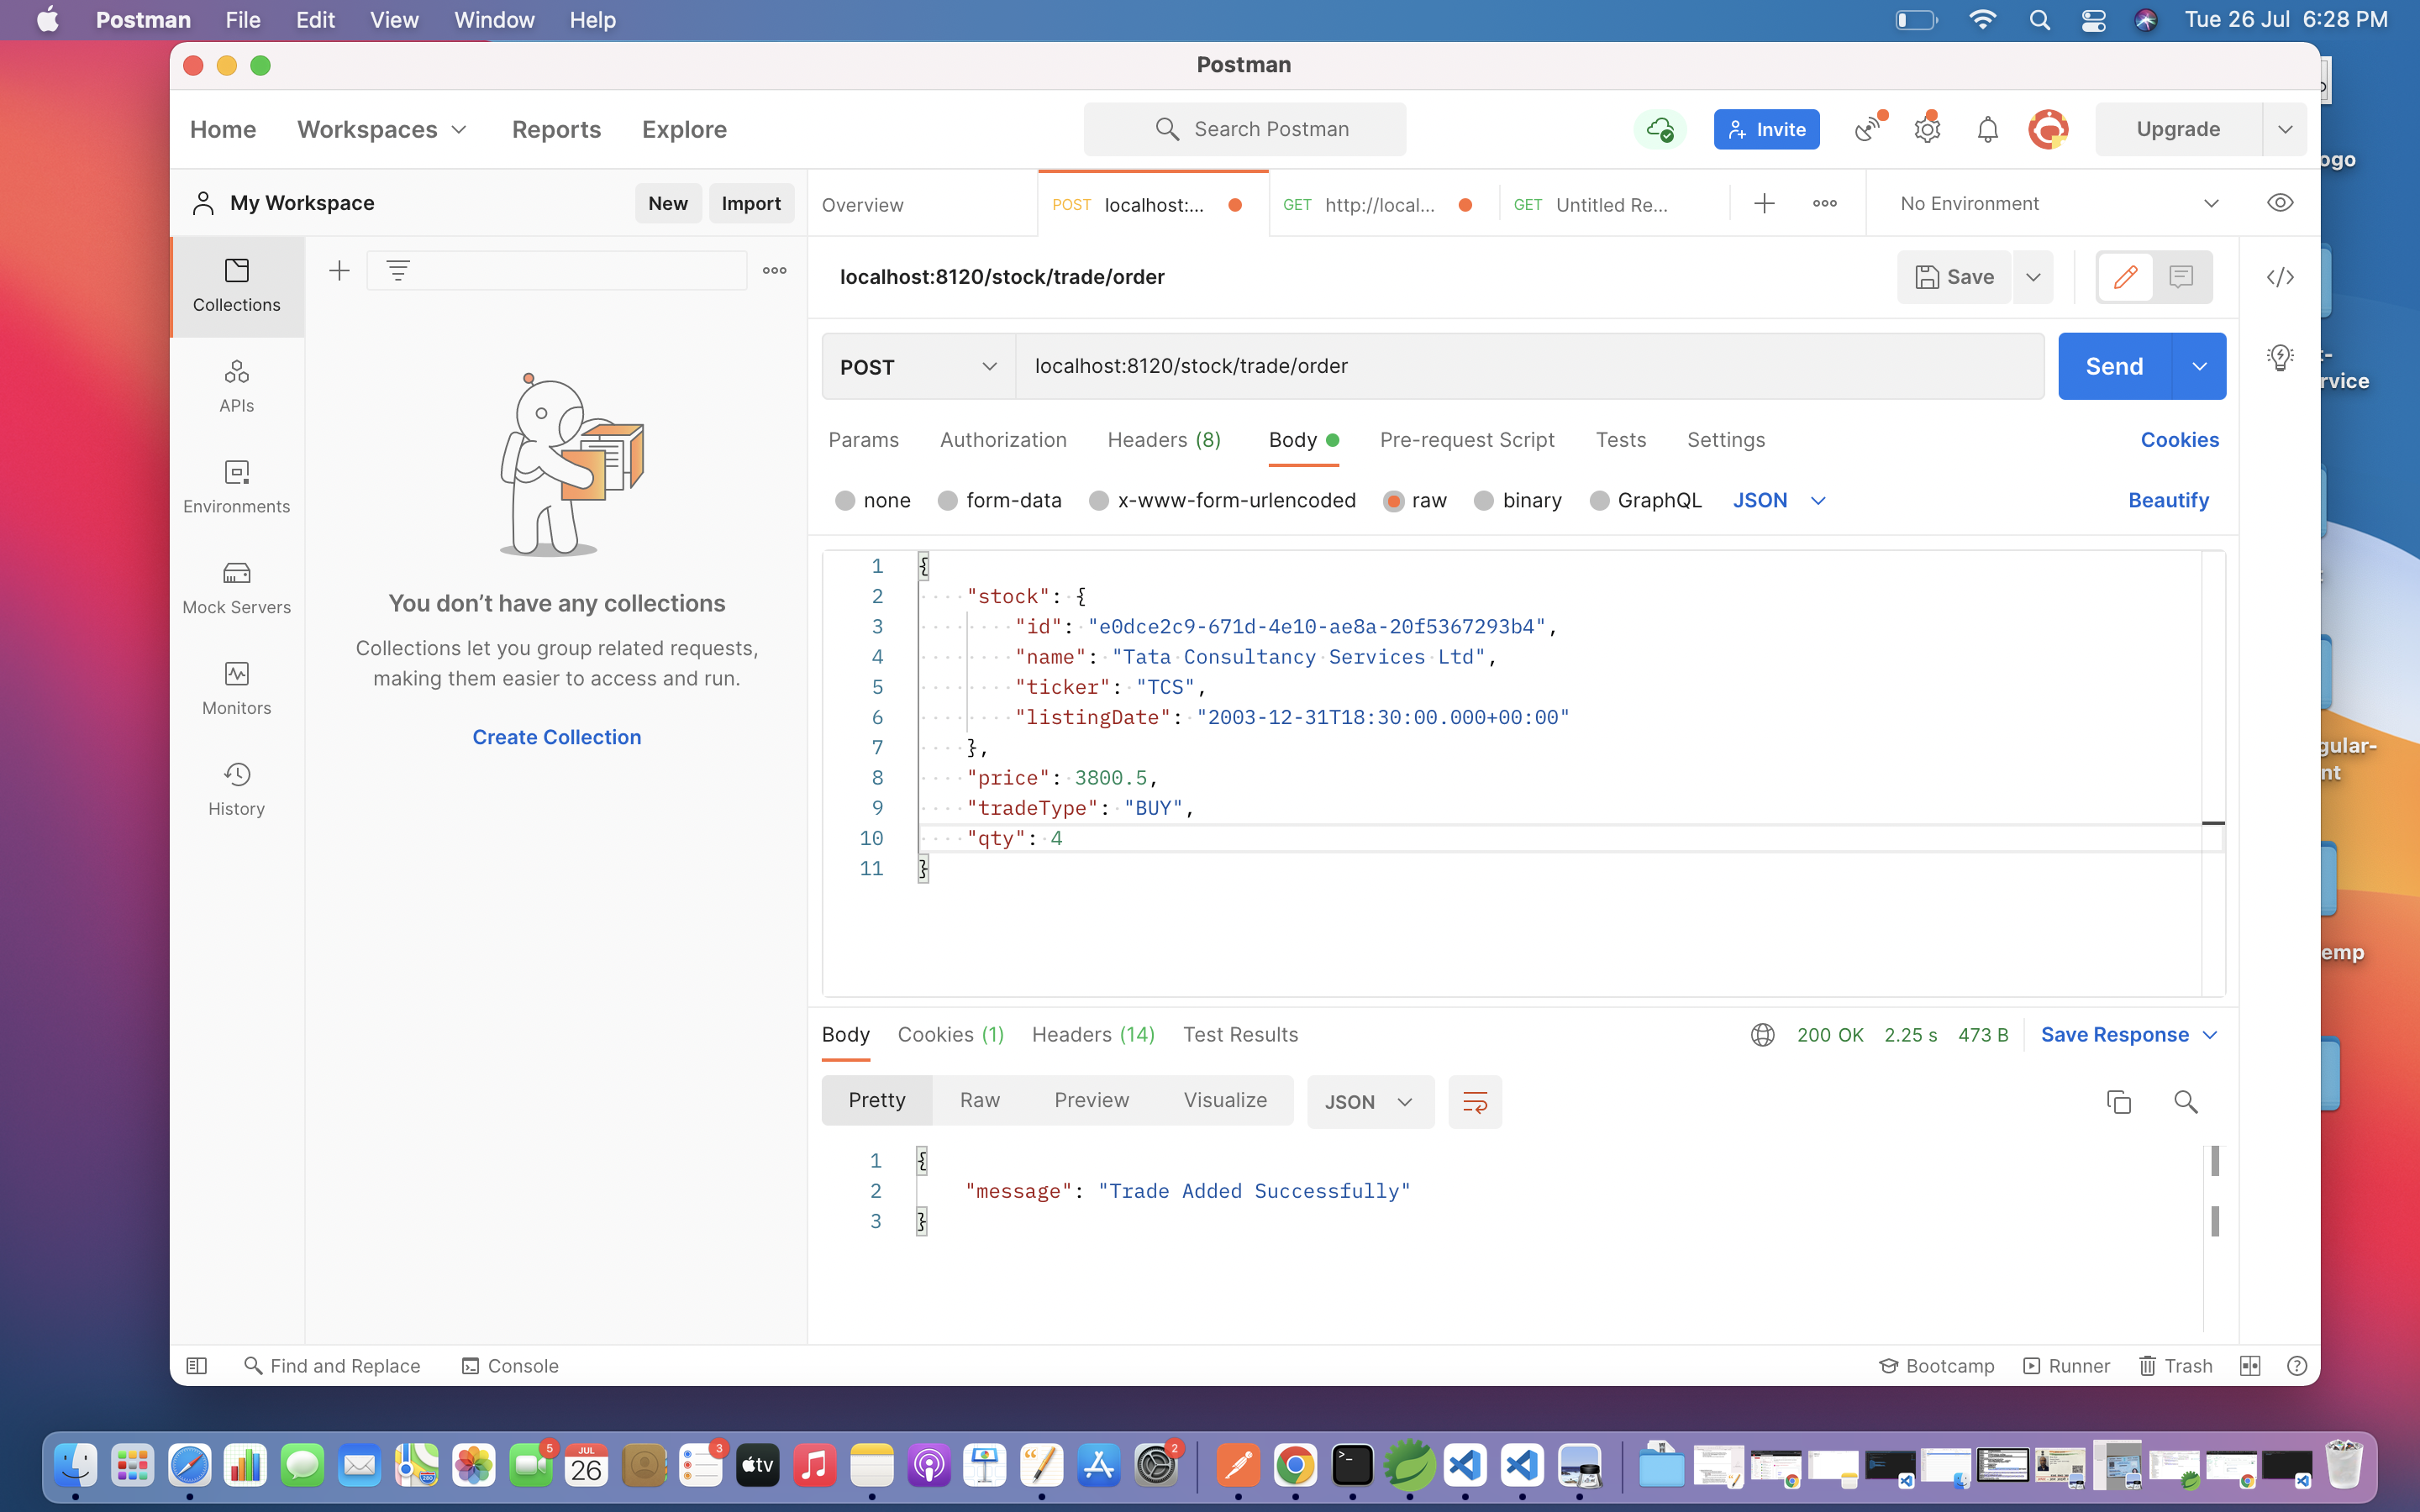 Postman File Edit View Window Help Tue 26 Jul 6:28 PM
Postman
Home Workspaces Reports Explore Search Postman Invite Upgrade
My Workspace New Import Overview POST localhost:... GET http://local... GET Untitled Re... No Environment
Collections
APIs
Environments
Mock Servers
Monitors
History
You don’t have any collections
Collections let you group related requests,
making them easier to access and run.
Create Collection
localhost:8120/stock/trade/order Save
POST localhost:8120/stock/trade/order Send
Params Authorization Headers (8) Body Pre-request Script Tests Settings Cookies
none form-data x-www-form-urlencoded raw binary GraphQL JSON Beautify
1 {
2 "stock": {
3 "id": "e0dce2c9-671d-4e10-ae8a-20f5367293b4",
4 "name": "Tata Consultancy Services Ltd",
5 "ticker": "TCS",
6 "listingDate": "2003-12-31T18:30:00.000+00:00"
7 },
8 "price": 3800.5,
9 "tradeType": "BUY",
10 "qty": 4
11 }
Body Cookies (1) Headers (14) Test Results 200 OK 2.25 s 473 B Save Response
Pretty Raw Preview Visualize JSON
1 {
2 "message": "Trade Added Successfully"
3 }
Find and Replace Console Bootcamp Runner Trash
ogo
t-
rvice
gular-
nt
emp
5
JUL
26
3
tv
2